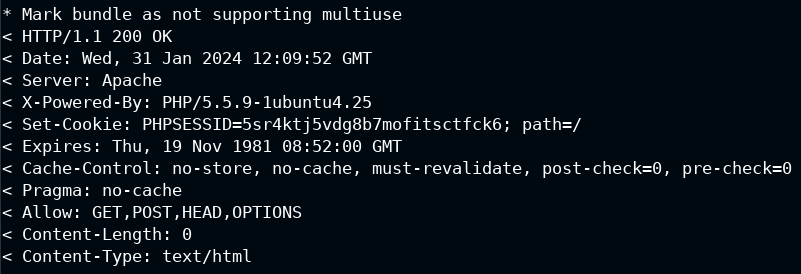 * Mark bundle as not supporting multiuse
< HTTP/1.1 200 OK
< Date: Wed, 31 Jan 2024 12:09:52 GMT
< Server: Apache
< X-Powered-By: PHP/5.5.9-1ubuntu4.25
< Set-Cookie: PHPSESSID=5sr4ktj5vdg8b7mofitsctfck6; path=/
< Expires: Thu, 19 Nov 1981 08:52:00 GMT
< Cache-Control: no-store, no-cache, must-revalidate, post-check=0, pre-check=0
< Pragma: no-cache
< Allow: GET,POST,HEAD,OPTIONS
< Content-Length: 0
< Content-Type: text/html